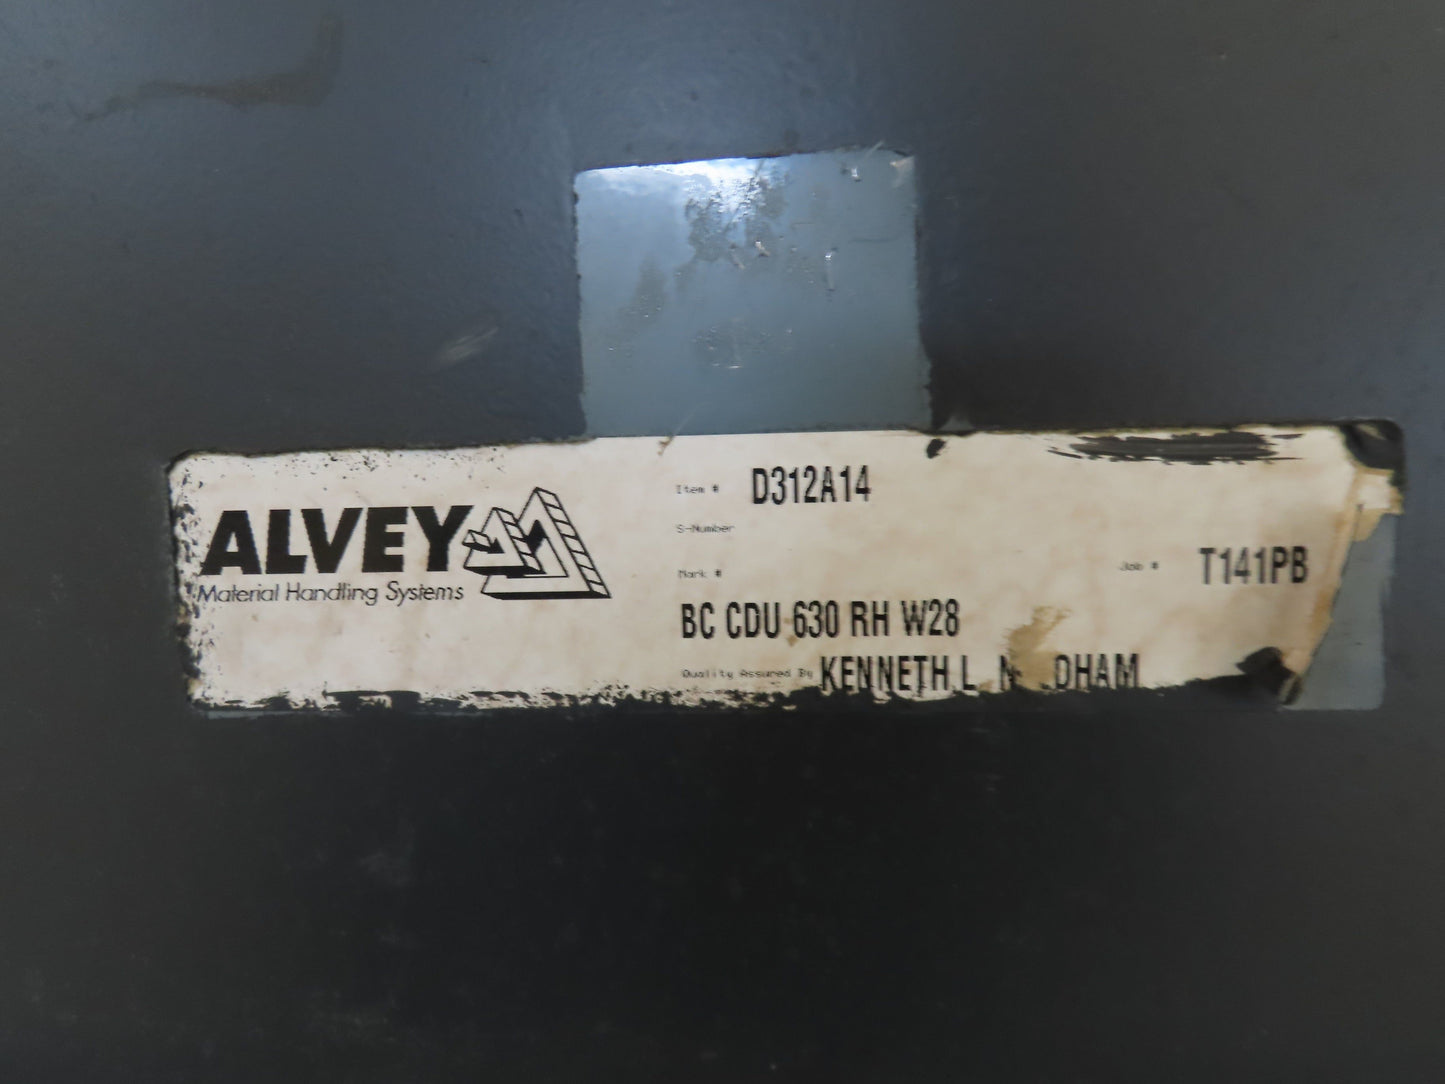 ALVEY
Material Handling Systems
Item # D312A14
S-Number
Mark #
Job # T141PB
BC CDU 630 RH W28
Quality Assured By KENNETH L